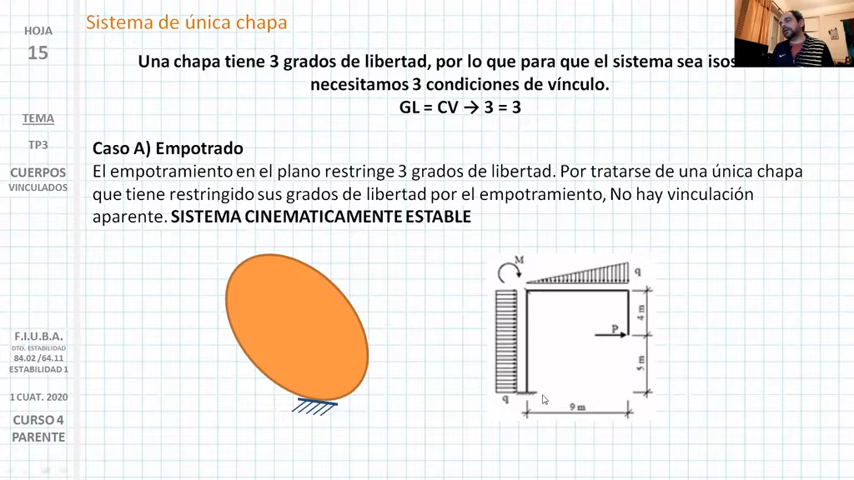 Sistema de única chapa
HOJA
15
Una chapa tiene 3 grados de libertad, por lo que para que el sistema sea
necesitamos 3 condiciones de vínculo.
GL = CV → 3 = 3
TEMA
TP3
CUERPOS
VINCULADOS
Caso A) Empotrado
El empotramiento en el plano restringe 3 grados de libertad. Por tratarse de una única chapa
que tiene restringido sus grados de libertad por el empotramiento, No hay vinculación
aparente. SISTEMA CINEMATICAMENTE ESTABLE
M
q
4 m
P
5 m
q
9 m
F.I.U.B.A.
DTO. ESTABILIDAD
84.02 /64.11
ESTABILIDAD 1
1 CUAT. 2020
CURSO 4
PARENTE